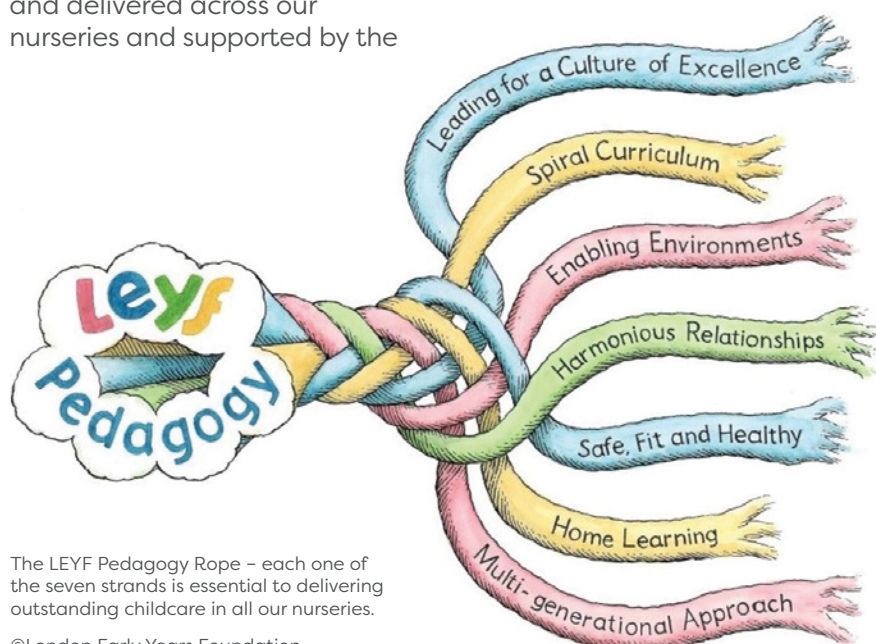 and delivered across our
nurseries and supported by the
Leading for a Culture of Excellence
Spiral Curriculum
Enabling Environments
Harmonious Relationships
Safe, Fit and Healthy
Home Learning
Multi-generational Approach
Leyf
Pedagogy
The LEYF Pedagogy Rope – each one of
the seven strands is essential to delivering
outstanding childcare in all our nurseries.
©London Early Years Foundation